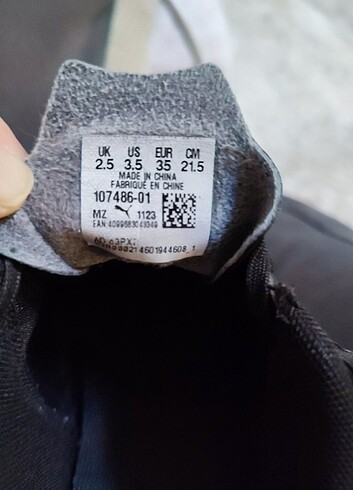 UK US EUR CM
2.5 3.5 35 21.5
MADE IN CHINA
FABRIQUÉ EN CHINE
107486-01
MZ 1123